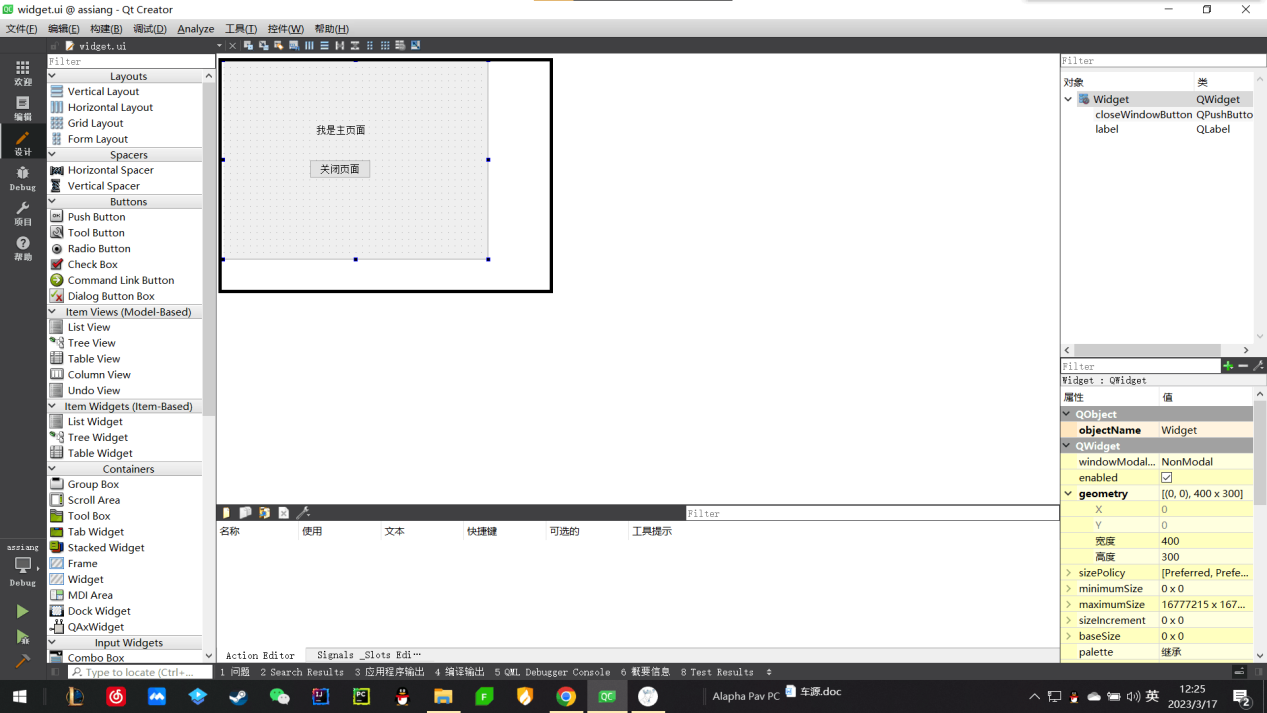 widget.ui @ assiang - Qt Creator
文件(F) 编辑(E) 构建(B) 调试(D) Analyze 工具(T) 控件(W) 帮助(H)
widget.ui
Filter
Layouts
Vertical Layout
Horizontal Layout
Grid Layout
Form Layout
Spacers
Horizontal Spacer
Vertical Spacer
Buttons
Push Button
Tool Button
Radio Button
Check Box
Command Link Button
Dialog Button Box
Item Views (Model-Based)
List View
Tree View
Table View
Column View
Undo View
Item Widgets (Item-Based)
List Widget
Tree Widget
Table Widget
Containers
Group Box
Scroll Area
Tool Box
Tab Widget
Stacked Widget
Frame
Widget
MDI Area
Dock Widget
QAxWidget
Input Widgets
Combo Box
欢迎
编辑
设计
Debug
项目
帮助
assiang
Debug
我是主页面
关闭页面
Filter
名称 使用 文本 快捷键 可选的 工具提示
Action Editor Signals _Slots Edi…
Filter
对象 类
Widget QWidget
closeWindowButton QPushButto
label QLabel
Filter
Widget : QWidget
属性 值
QObject
objectName Widget
QWidget
windowModal... NonModal
enabled
geometry [(0, 0), 400 x 300]
X 0
Y 0
宽度 400
高度 300
sizePolicy [Preferred, Prefe...
minimumSize 0 x 0
maximumSize 16777215 x 167...
sizeIncrement 0 x 0
baseSize 0 x 0
palette 继承
Type to locate (Ctrl+... 1 问题 2 Search Results 3 应用程序输出 4 编译输出 5 QML Debugger Console 6 概要信息 8 Test Results
Alapha Pav PC 车源.doc
英
12:25
2023/3/17
2